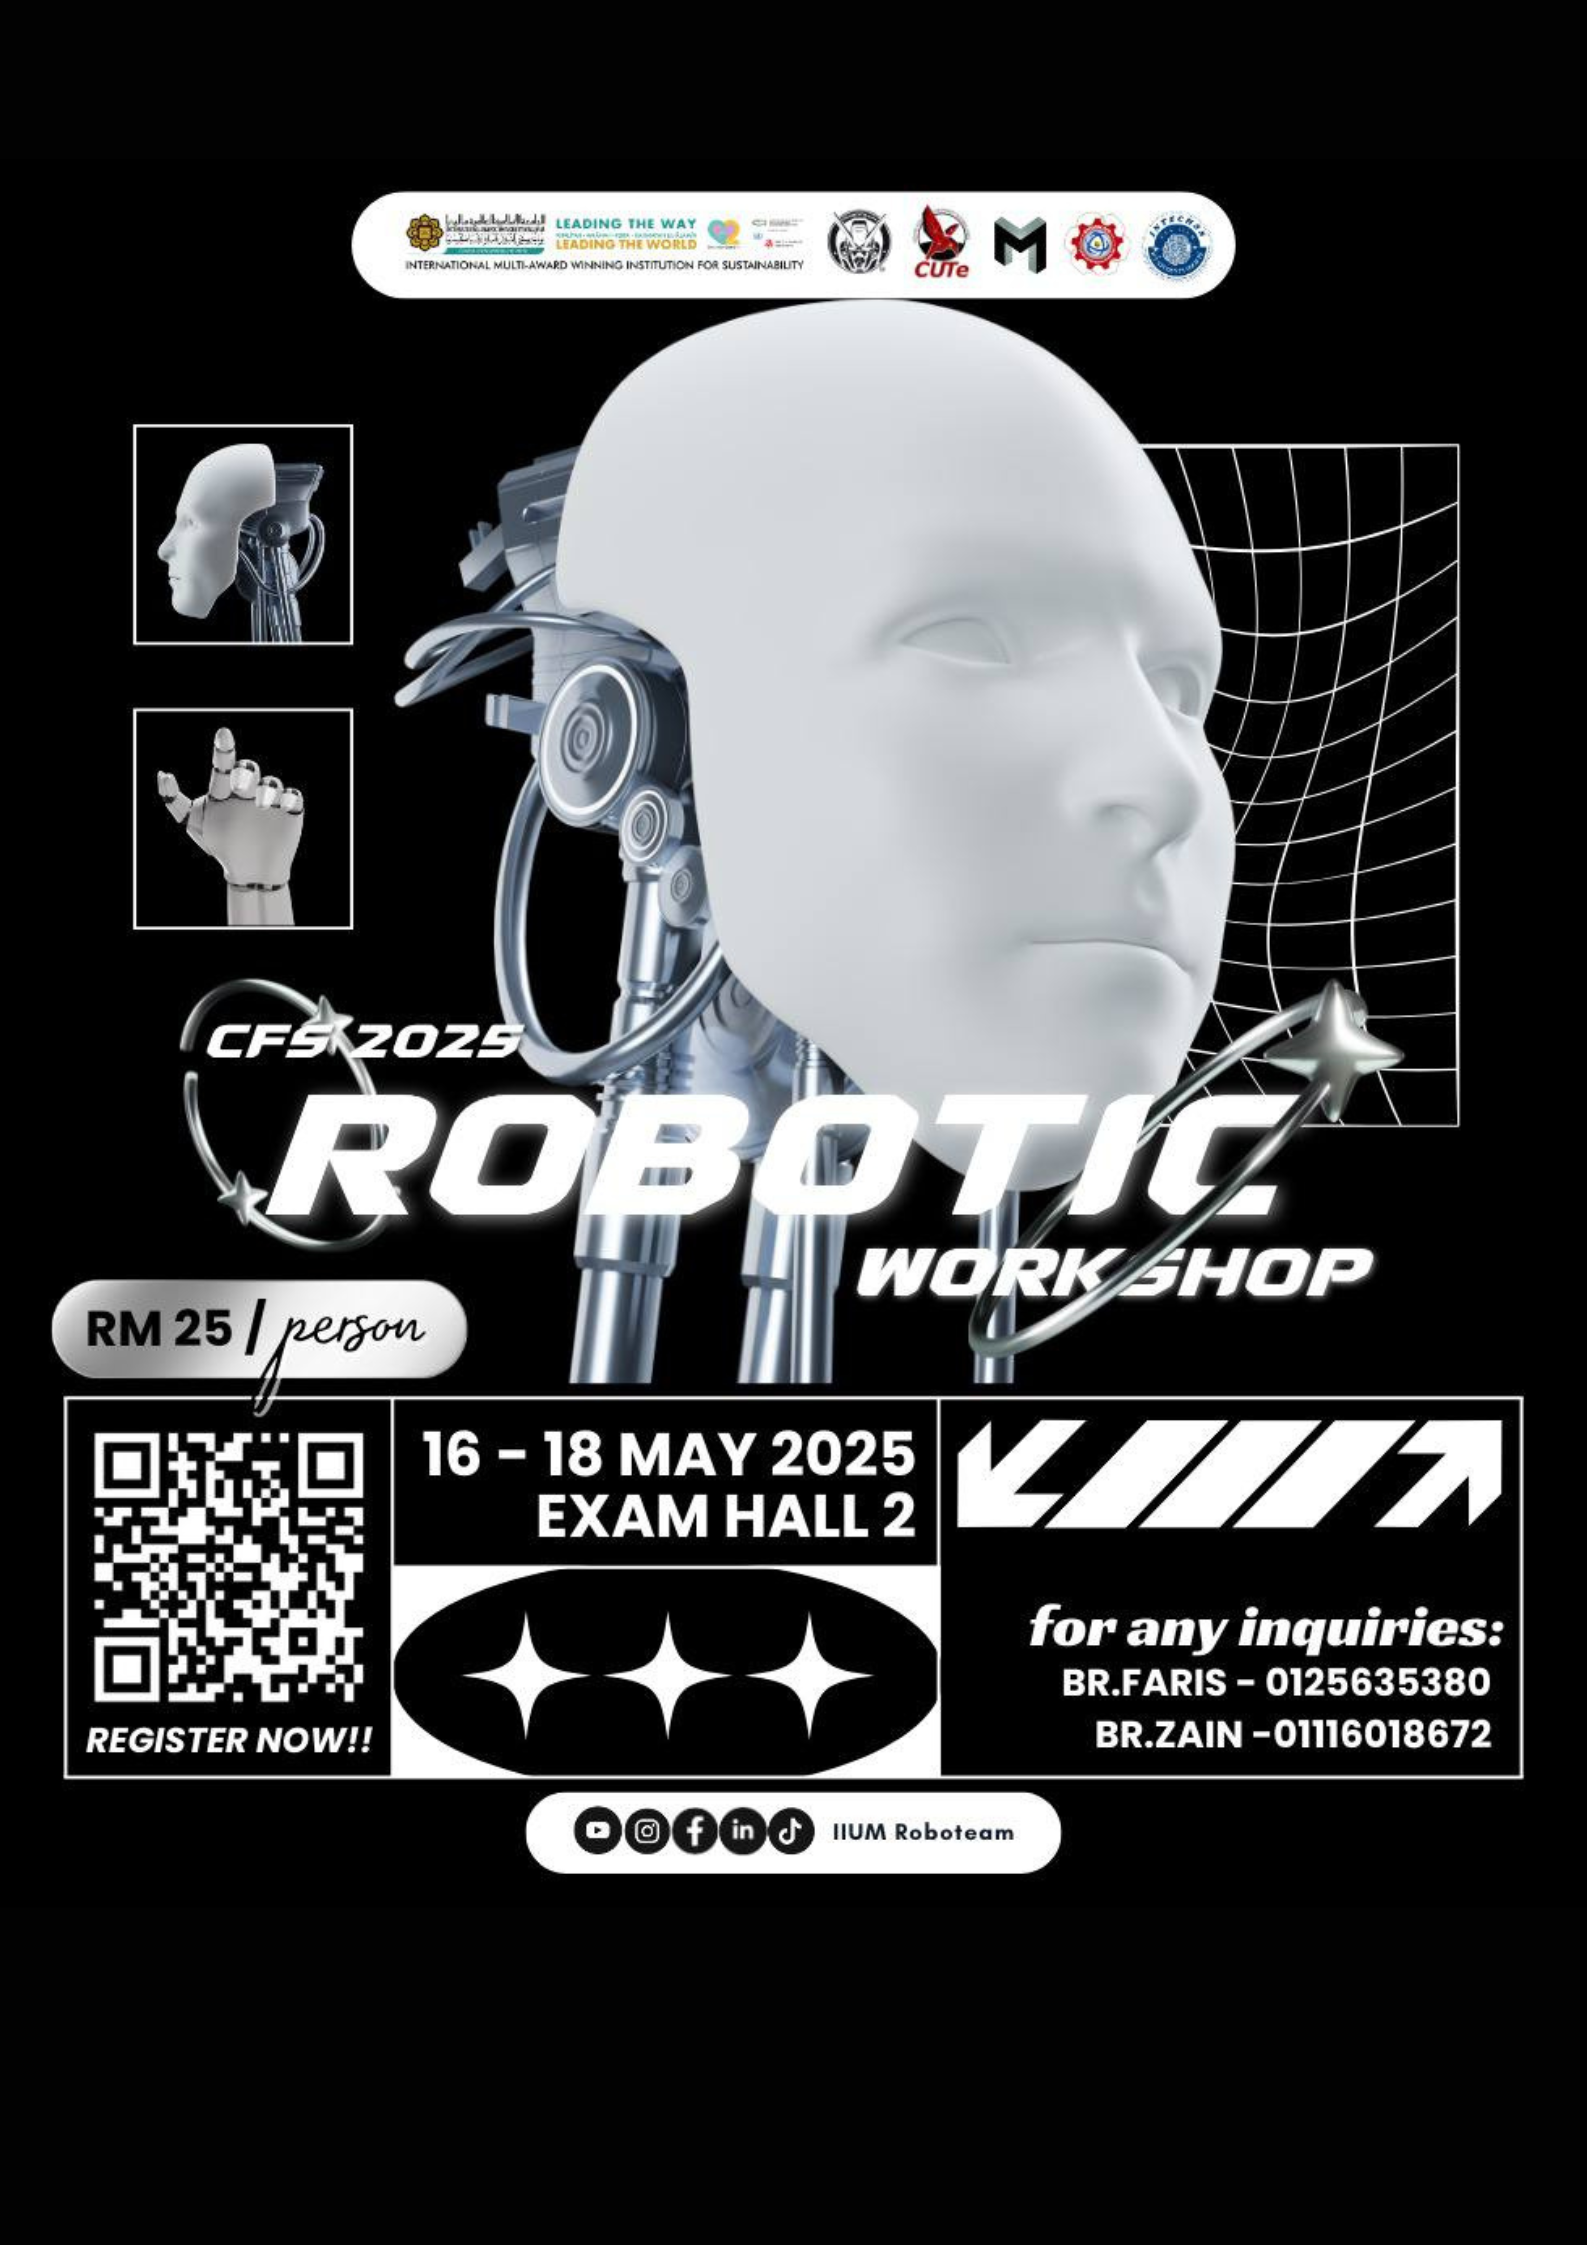 LEADING THE WAY
LEADING THE WORLD
INTERNATIONAL MULTI-AWARD WINNING INSTITUTION FOR SUSTAINABILITY
CUTe
INTECHSS
CFS 2025
ROBOTIC
WORKSHOP
RM 25 / person
16 - 18 MAY 2025
EXAM HALL 2
REGISTER NOW!!
for any inquiries:
BR.FARIS - 0125635380
BR.ZAIN -01116018672
IIUM Roboteam